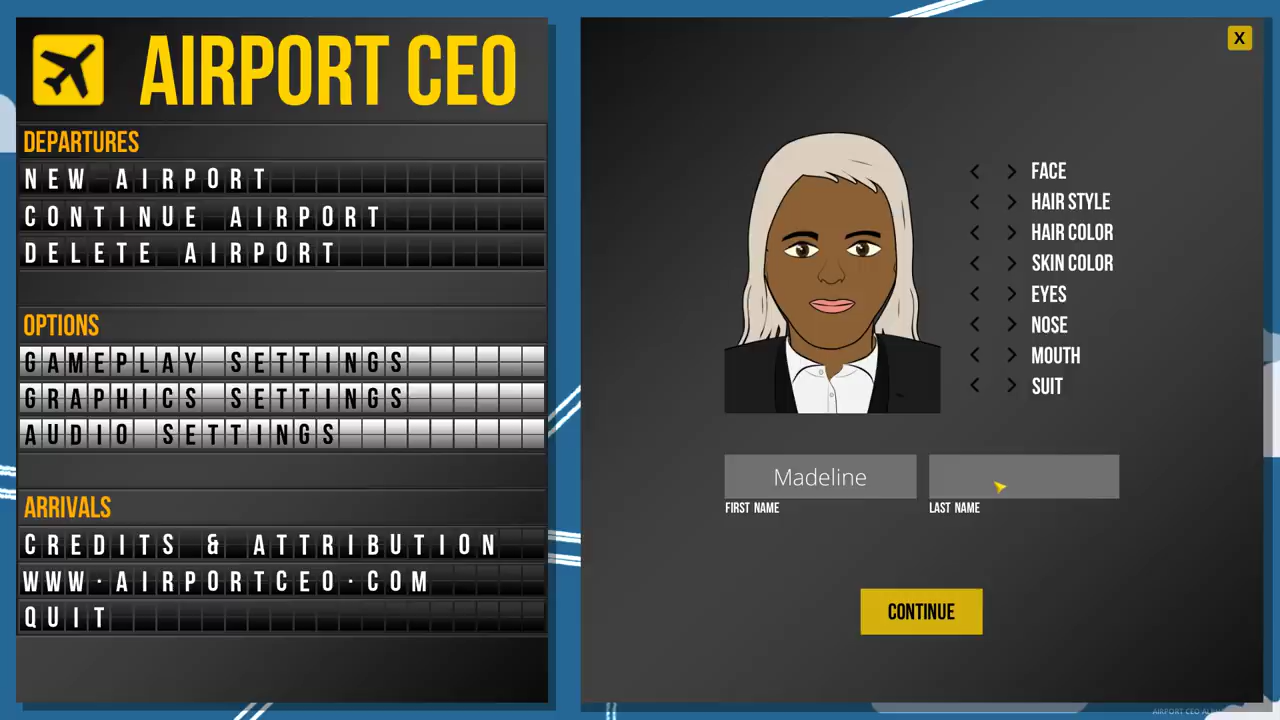 AIRPORT CEO
DEPARTURES
NEW AIRPORT
CONTINUE AIRPORT
DELETE AIRPORT
OPTIONS
GAMEPLAY SETTINGS
GRAPHICS SETTINGS
AUDIO SETTINGS
ARRIVALS
CREDITS & ATTRIBUTION
WWW.AIRPORTCEO.COM
QUIT
X
FACE
HAIR STYLE
HAIR COLOR
SKIN COLOR
EYES
NOSE
MOUTH
SUIT
Madeline
FIRST NAME
LAST NAME
CONTINUE
AIRPORT CEO